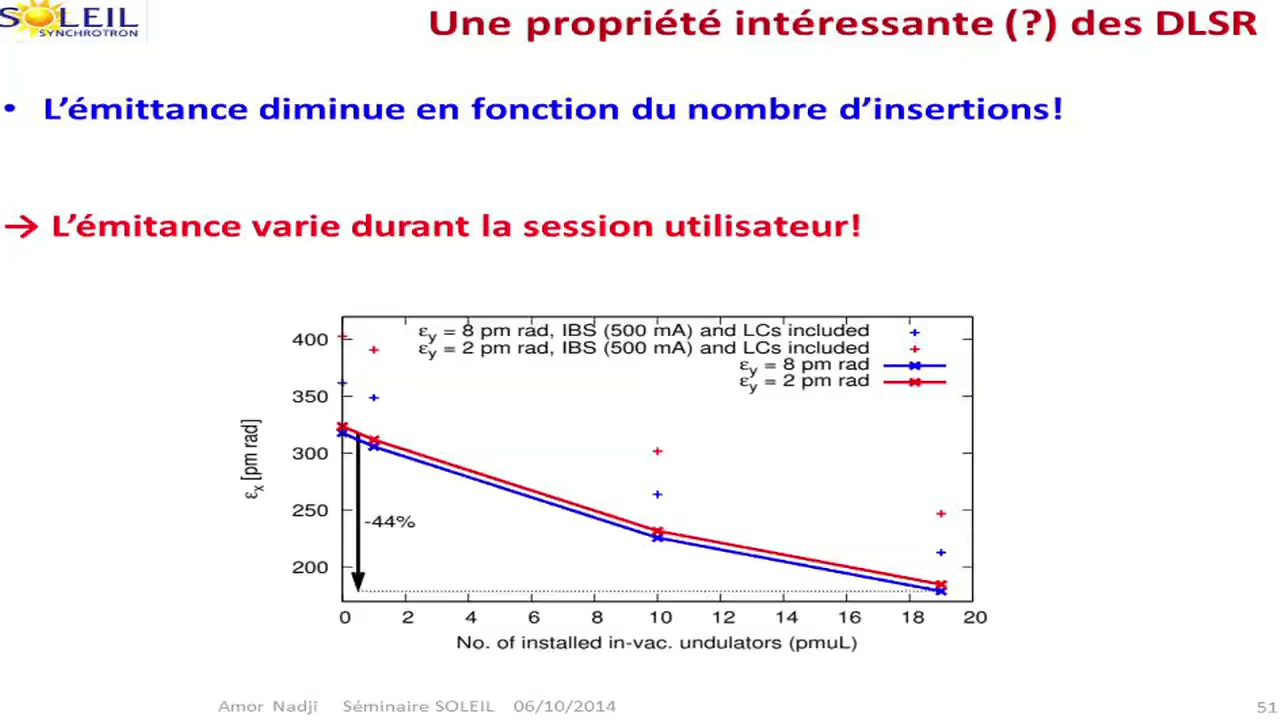 SOLEIL
SYNCHROTRON
Une propriété intéressante (?) des DLSR
• L’émittance diminue en fonction du nombre d’insertions!
→ L’émitance varie durant la session utilisateur!
εy = 8 pm rad, IBS (500 mA) and LCs included
εy = 2 pm rad, IBS (500 mA) and LCs included
εy = 8 pm rad
εy = 2 pm rad
400
350
300
250
200
εx [pm rad]
-44%
0 2 4 6 8 10 12 14 16 18 20
No. of installed in-vac. undulators (pmuL)
Amor Nadji Séminaire SOLEIL 06/10/2014 51